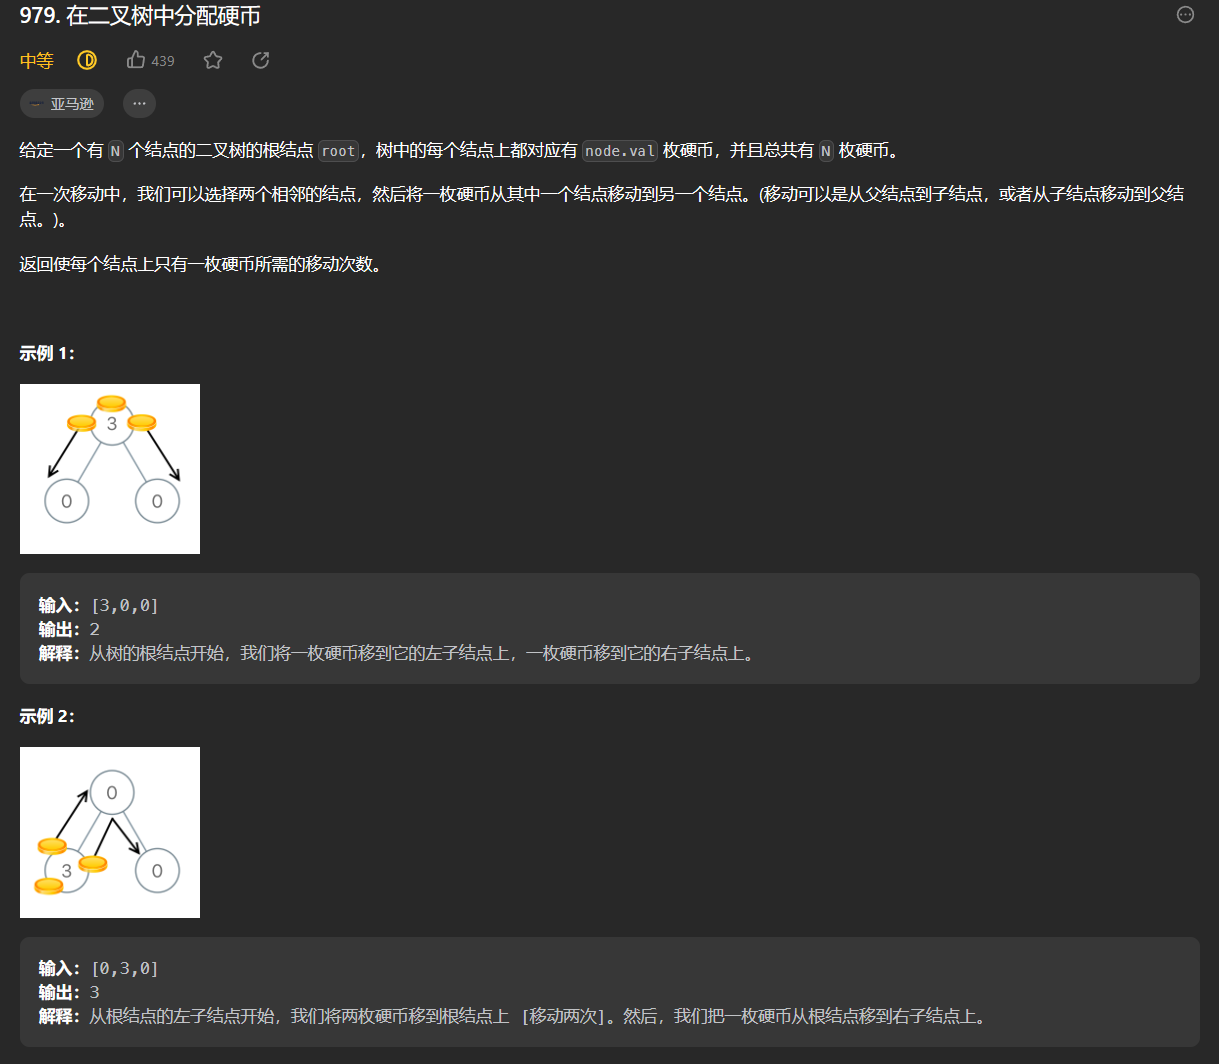 979. 在二叉树中分配硬币
中等 439
亚马逊 ...
给定一个有 N 个结点的二叉树的根结点 root，树中的每个结点上都对应有 node.val 枚硬币，并且总共有 N 枚硬币。
在一次移动中，我们可以选择两个相邻的结点，然后将一枚硬币从其中一个结点移动到另一个结点。(移动可以是从父结点到子结点，或者从子结点移动到父结
点。)。
返回使每个结点上只有一枚硬币所需的移动次数。
示例 1：
3
0 0
输入：[3,0,0]
输出：2
解释：从树的根结点开始，我们将一枚硬币移到它的左子结点上，一枚硬币移到它的右子结点上。
示例 2：
0
3 0
输入：[0,3,0]
输出：3
解释：从根结点的左子结点开始，我们将两枚硬币移到根结点上 [移动两次]。然后，我们把一枚硬币从根结点移到右子结点上。